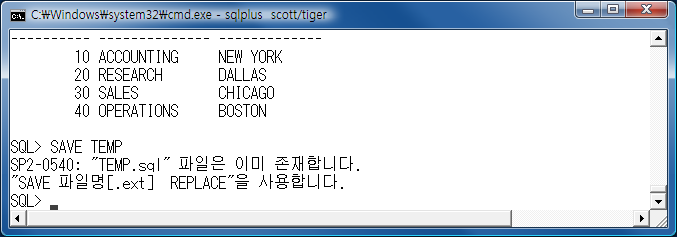 C:₩Windows₩system32₩cmd.exe - sqlplus scott/tiger
---------- -------------- -------------
        10 ACCOUNTING     NEW YORK
        20 RESEARCH       DALLAS
        30 SALES          CHICAGO
        40 OPERATIONS     BOSTON
SQL> SAVE TEMP
SP2-0540: "TEMP.sql" 파일은 이미 존재합니다.
"SAVE 파일명[.ext]  REPLACE"을 사용합니다.
SQL> _